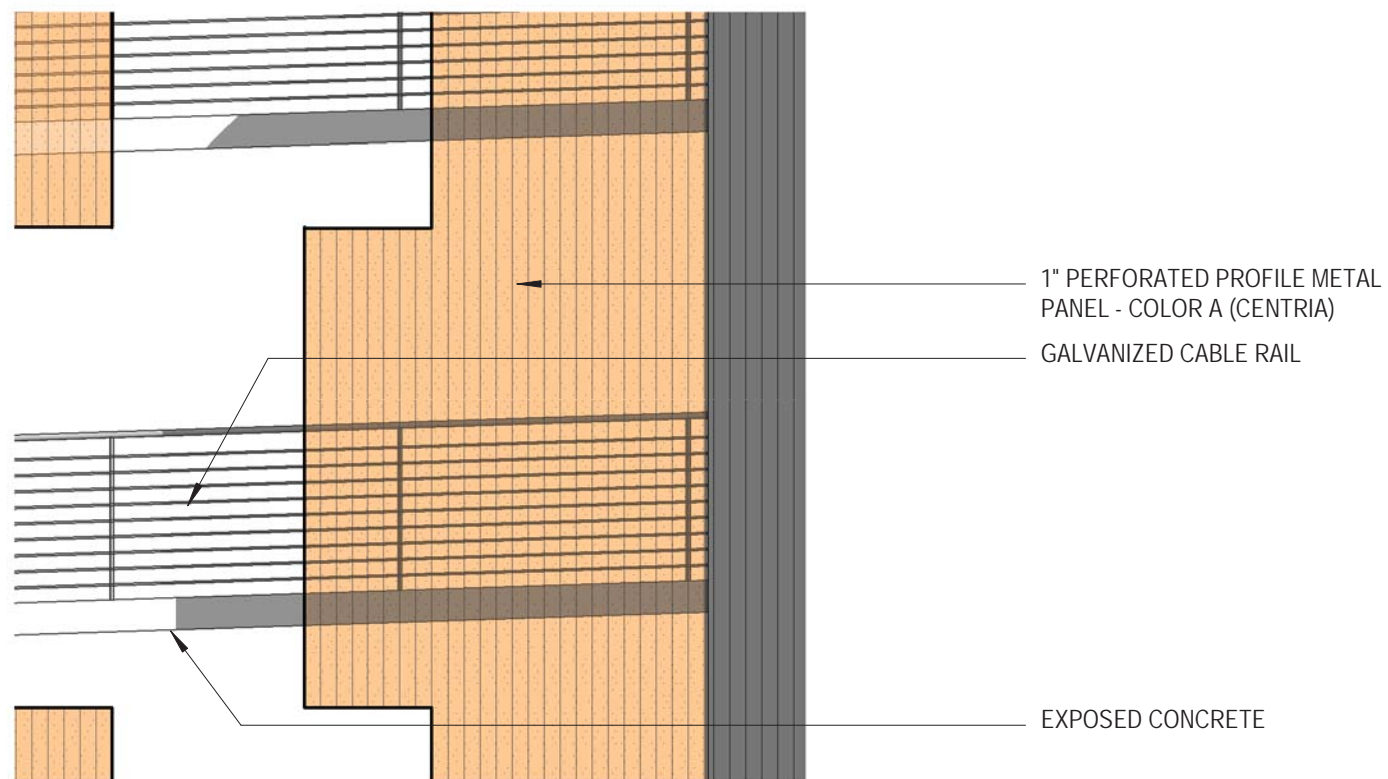 1" PERFORATED PROFILE METAL
PANEL - COLOR A (CENTRIA)
GALVANIZED CABLE RAIL
EXPOSED CONCRETE